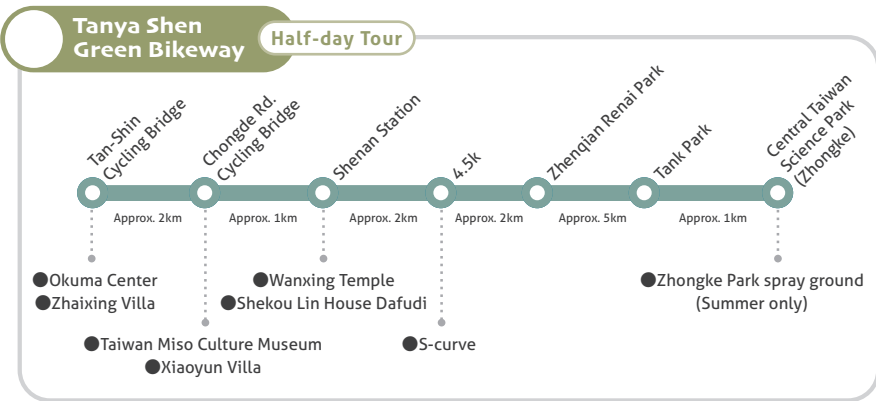 Tanya Shen
Green Bikeway
Half-day Tour
Tan-Shin
Cycling Bridge
Chongde Rd.
Cycling Bridge
Shenan Station
4.5k
Zhenqian Renai Park
Tank Park
Central Taiwan
Science Park
(Zhongke)
Approx. 2km
Approx. 1km
Approx. 2km
Approx. 2km
Approx. 5km
Approx. 1km
●Okuma Center
●Zhaixing Villa
●Wanxing Temple
●Shekou Lin House Dafudi
●Zhongke Park spray ground
(Summer only)
●Taiwan Miso Culture Museum
●Xiaoyun Villa
●S-curve